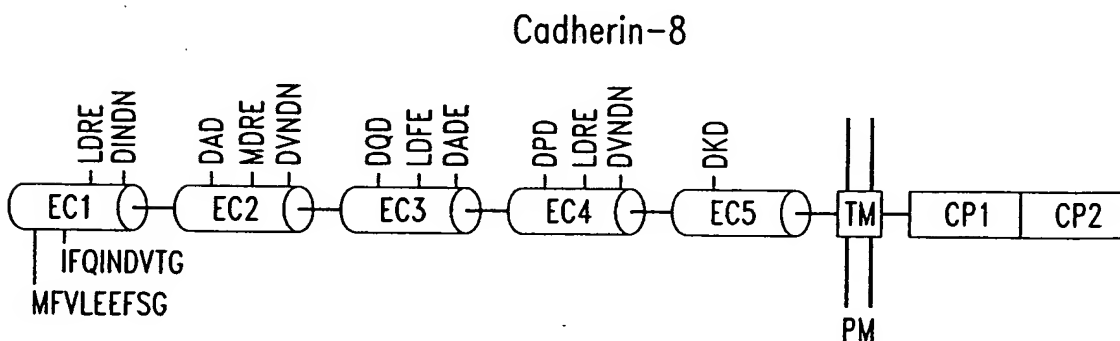 Cadherin-8
LDRE
DINDN
DAD
MDRE
DVNDN
DQD
LDFE
DADE
DPD
LDRE
DVNDN
DKD
EC1
EC2
EC3
EC4
EC5
TM
CP1
CP2
IFQINDVTG
MFVLEEFSG
PM